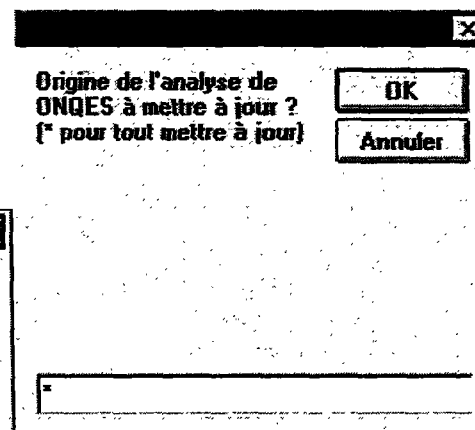 Origine de l'analyse de
ONQES à mettre à jour ?
(* pour tout mettre à jour)
OK
Annuler
*